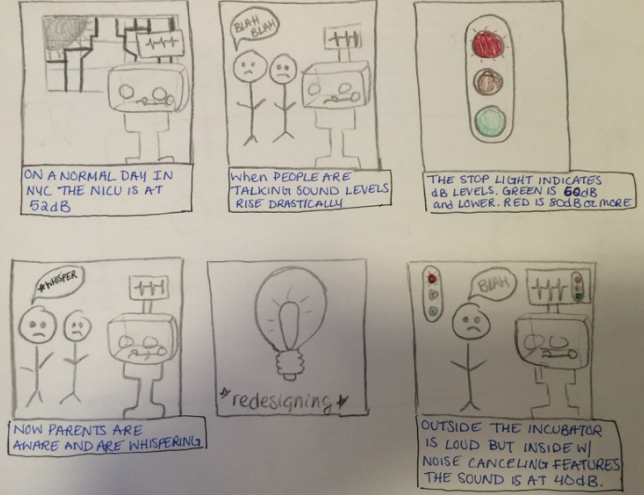 ON A NORMAL DAY IN
NYC THE NICU IS AT
52dB
BLAH
BLAH
When PEOPLE ARE
TALKING SOUND LEVELS
RISE DRASTICALLY
THE STOP LIGHT INDICATES
dB LEVELS. GREEN IS 60dB
and LOWER. RED IS 80dB or MORE
*WHISPER
NOW PARENTS ARE
AWARE AND ARE WHISPERING
*redesigning*
BLAH
OUTSIDE THE INCUBATOR
IS LOUD BUT INSIDE W/
NOISE CANCELING FEATURES
THE SOUND IS AT 40dB.